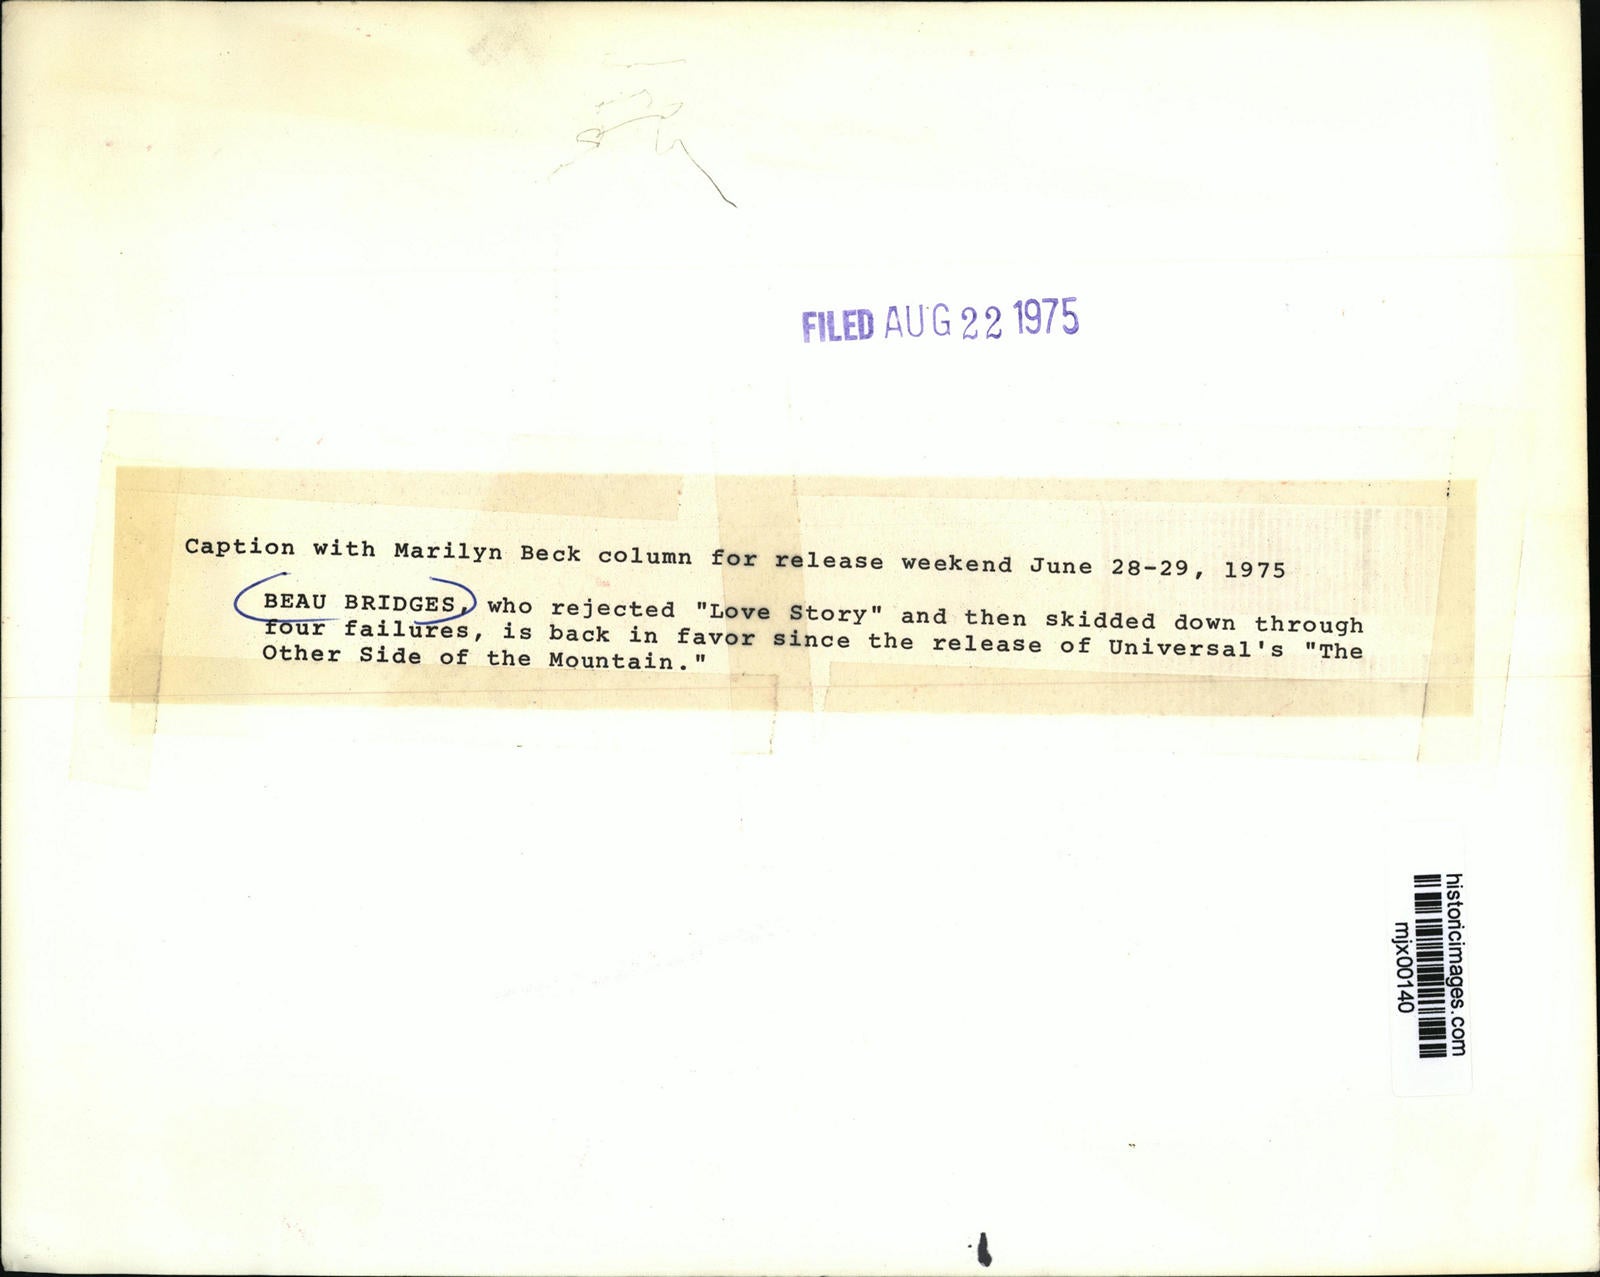 FILED AUG 22 1975
Caption with Marilyn Beck column for release weekend June 28-29, 1975
BEAU BRIDGES, who rejected "Love Story" and then skidded down through
four failures, is back in favor since the release of Universal's "The
Other Side of the Mountain."
historicimages.com
mjx00140